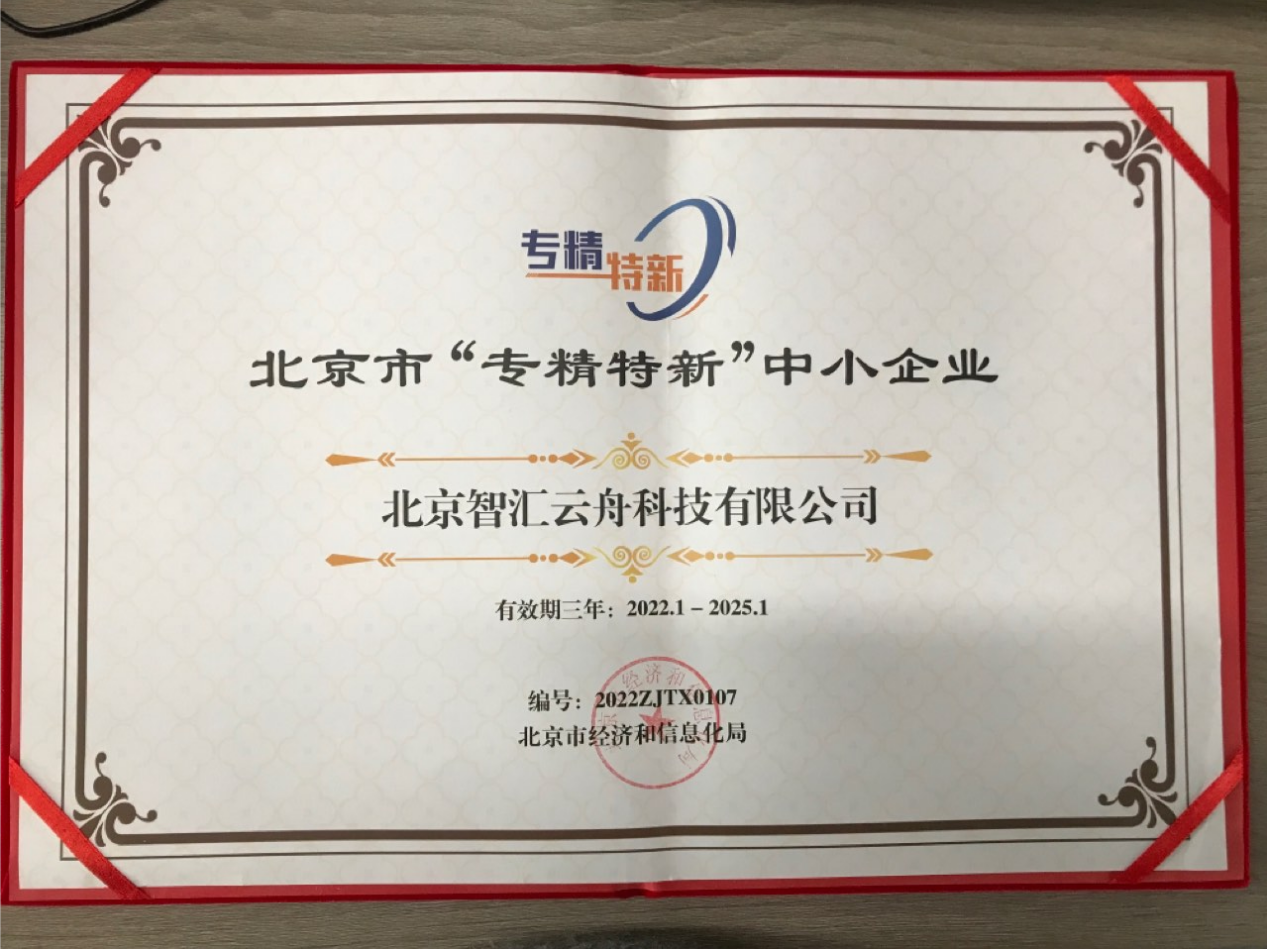 专精
特新
北京市“专精特新”中小企业
北京智汇云舟科技有限公司
有效期三年：2022.1－2025.1
编号：2022ZJTX0107
北京市经济和信息化局